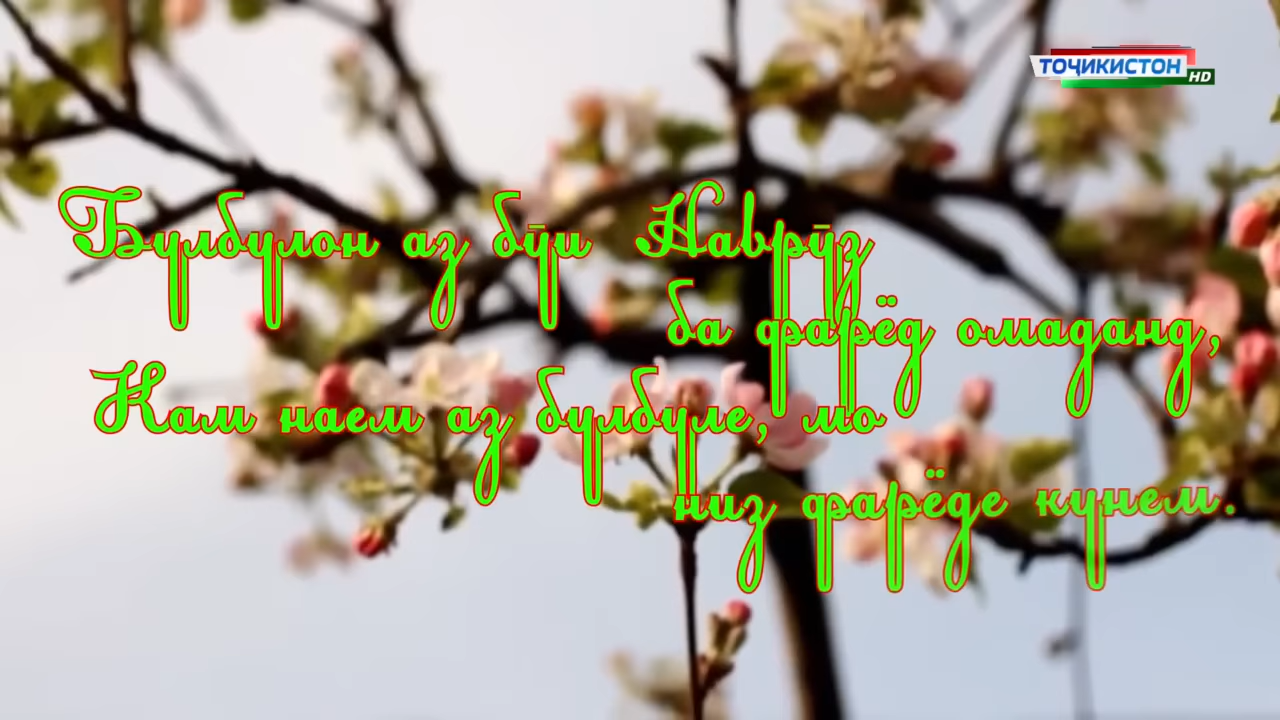 ТОҶИКИСТОН HD
Булбулон аз бӯи Наврӯз
ба фарёд омаданд,
Кам наем аз булбуле, мо
низ фарёде кунем.